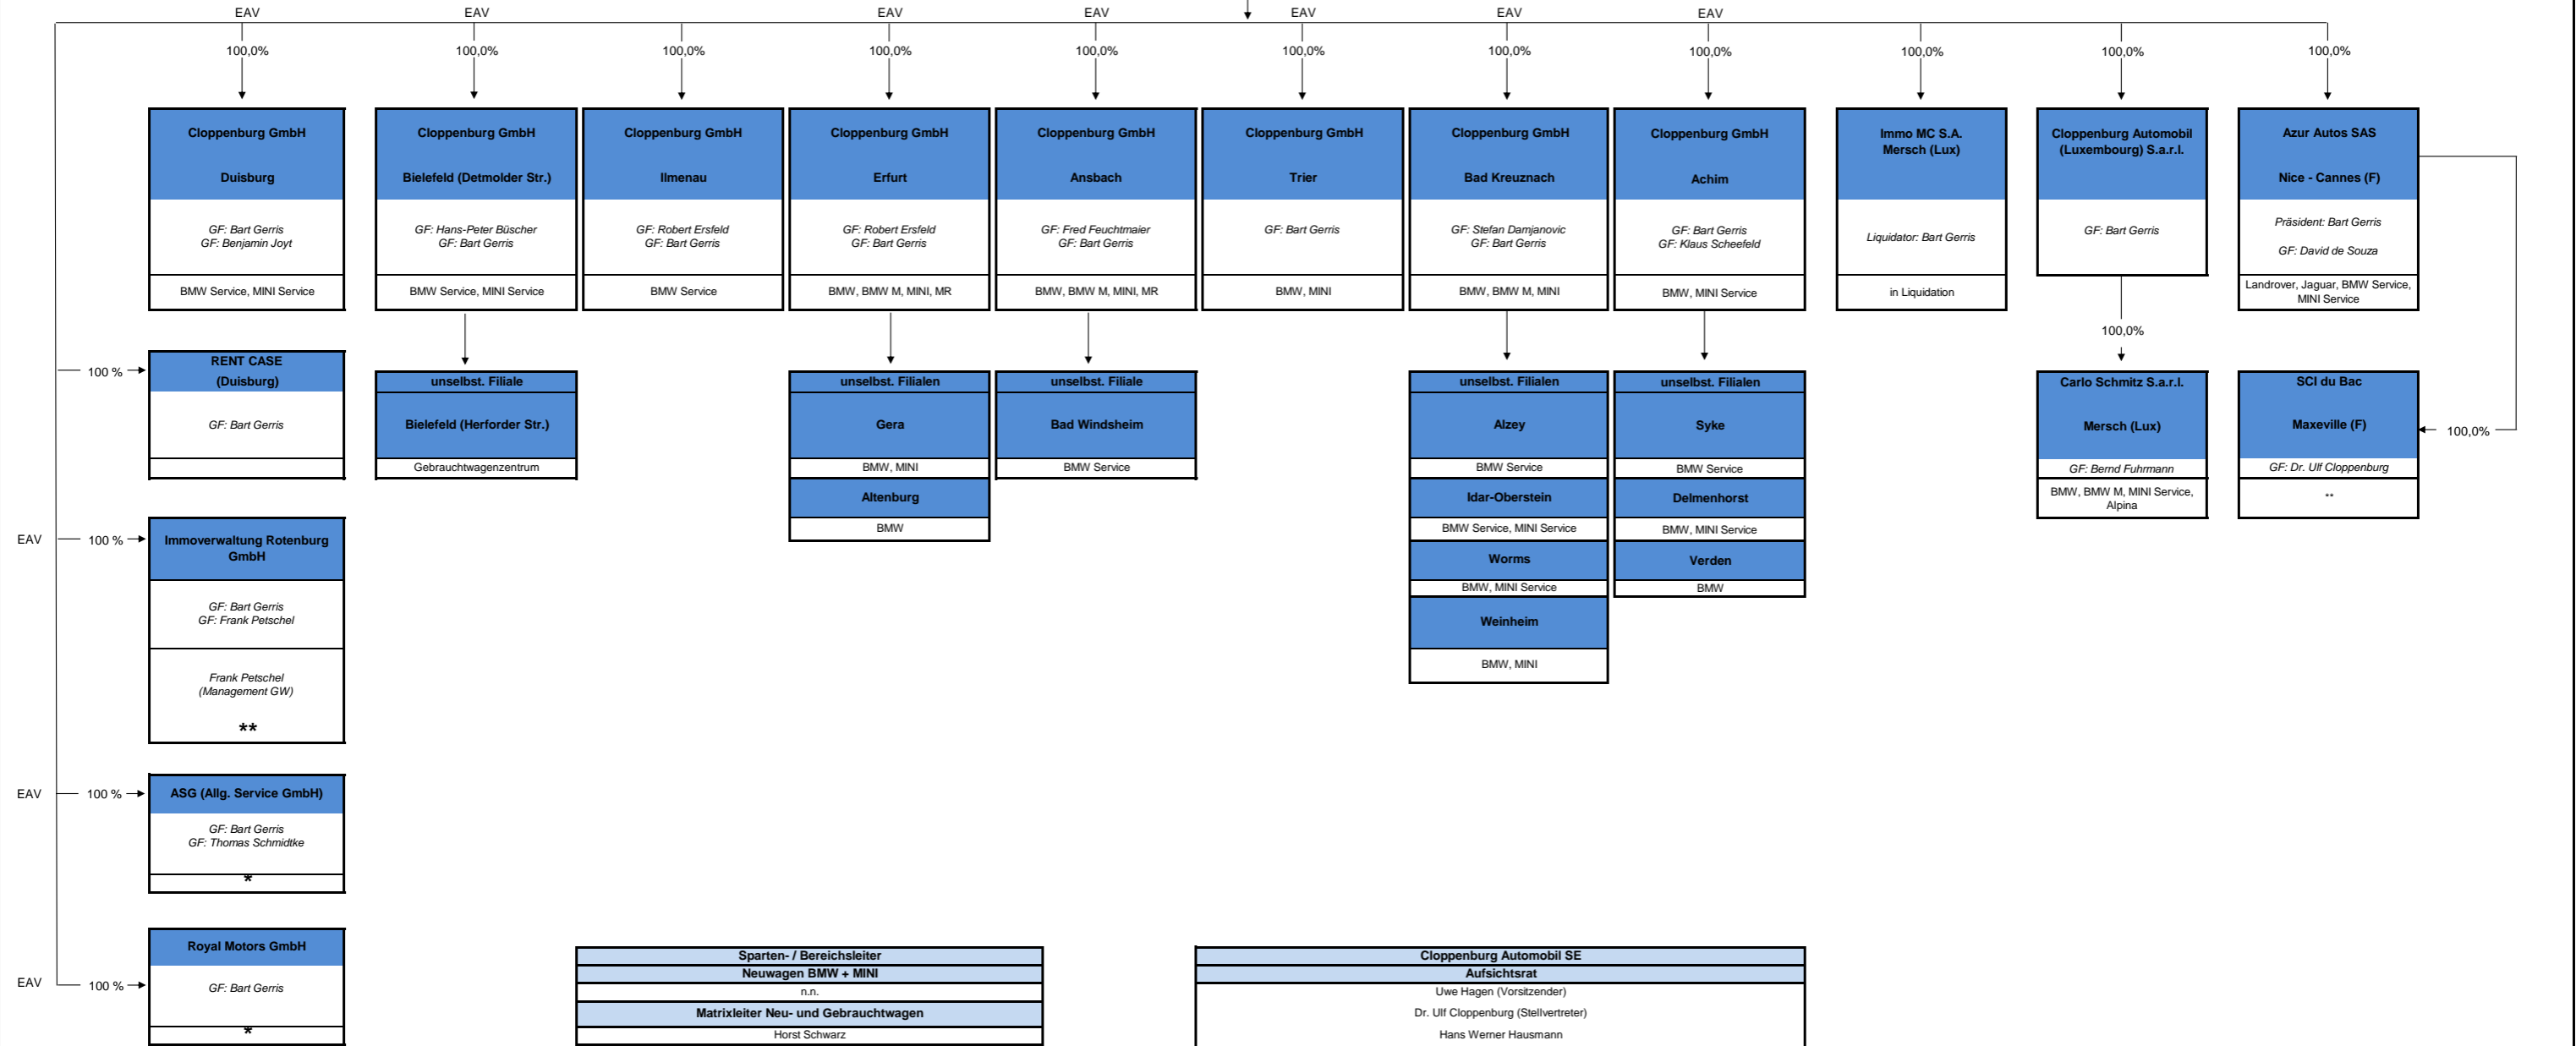 EAV
EAV
EAV
EAV
EAV
EAV
EAV
100,0%
100,0%
100,0%
100,0%
100,0%
100,0%
100,0%
100,0%
100,0%
100,0%
100,0%
Cloppenburg GmbH
Duisburg
GF: Bart Gerris
GF: Benjamin Joyt
BMW Service, MINI Service
Cloppenburg GmbH
Bielefeld (Detmolder Str.)
GF: Hans-Peter Büscher
GF: Bart Gerris
BMW Service, MINI Service
Cloppenburg GmbH
Ilmenau
GF: Robert Ersfeld
GF: Bart Gerris
BMW Service
Cloppenburg GmbH
Erfurt
GF: Robert Ersfeld
GF: Bart Gerris
BMW, BMW M, MINI, MR
Cloppenburg GmbH
Ansbach
GF: Fred Feuchtmaier
GF: Bart Gerris
BMW, BMW M, MINI, MR
Cloppenburg GmbH
Trier
GF: Bart Gerris
BMW, MINI
Cloppenburg GmbH
Bad Kreuznach
GF: Stefan Damjanovic
GF: Bart Gerris
BMW, BMW M, MINI
Cloppenburg GmbH
Achim
GF: Bart Gerris
GF: Klaus Scheefeld
BMW, MINI Service
Immo MC S.A.
Mersch (Lux)
Liquidator: Bart Gerris
in Liquidation
Cloppenburg Automobil
(Luxembourg) S.a.r.l.
GF: Bart Gerris
Azur Autos SAS
Nice - Cannes (F)
Präsident: Bart Gerris
GF: David de Souza
Landrover, Jaguar, BMW Service,
MINI Service
100 %
RENT CASE
(Duisburg)
GF: Bart Gerris
unselbst. Filiale
Bielefeld (Herforder Str.)
Gebrauchtwagenzentrum
unselbst. Filialen
Gera
BMW, MINI
Altenburg
BMW
unselbst. Filiale
Bad Windsheim
BMW Service
unselbst. Filialen
Alzey
BMW Service
Idar-Oberstein
BMW Service, MINI Service
Worms
BMW, MINI Service
Weinheim
BMW, MINI
unselbst. Filialen
Syke
BMW Service
Delmenhorst
BMW, MINI Service
Verden
BMW
100,0%
Carlo Schmitz S.a.r.l.
Mersch (Lux)
GF: Bernd Fuhrmann
BMW, BMW M, MINI Service,
Alpina
SCI du Bac
Maxeville (F)
GF: Dr. Ulf Cloppenburg
**
100,0%
EAV
100 %
Immoverwaltung Rotenburg
GmbH
GF: Bart Gerris
GF: Frank Petschel
Frank Petschel
(Management GW)
**
EAV
100 %
ASG (Allg. Service GmbH)
GF: Bart Gerris
GF: Thomas Schmidtke
*
EAV
100 %
Royal Motors GmbH
GF: Bart Gerris
*
Sparten- / Bereichsleiter
Neuwagen BMW + MINI
n.n.
Matrixleiter Neu- und Gebrauchtwagen
Horst Schwarz
Cloppenburg Automobil SE
Aufsichtsrat
Uwe Hagen (Vorsitzender)
Dr. Ulf Cloppenburg (Stellvertreter)
Hans Werner Hausmann